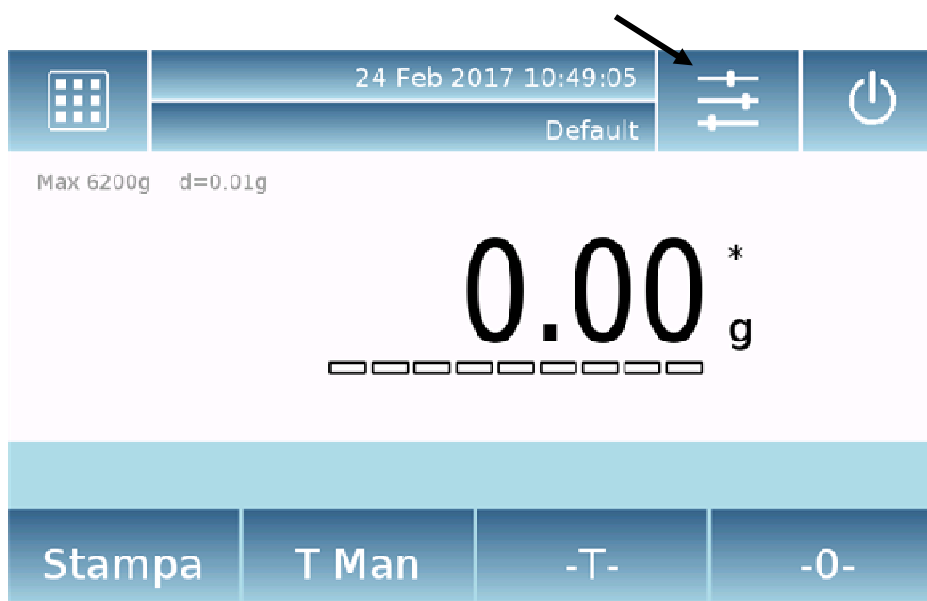 24 Feb 2017 10:49:05
Default
Max 6200g d=0.01g
0.00 *
g
Stampa T Man -T- -0-